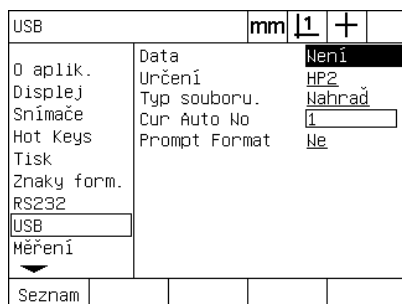 USB mm 1
O aplik.
Displej
Snímače
Hot Keys
Tisk
Znaky form.
RS232
USB
Měření
Data Není
Určení HP2
Typ souboru. Nahraď
Cur Auto No 1
Prompt Format Ne
Seznam